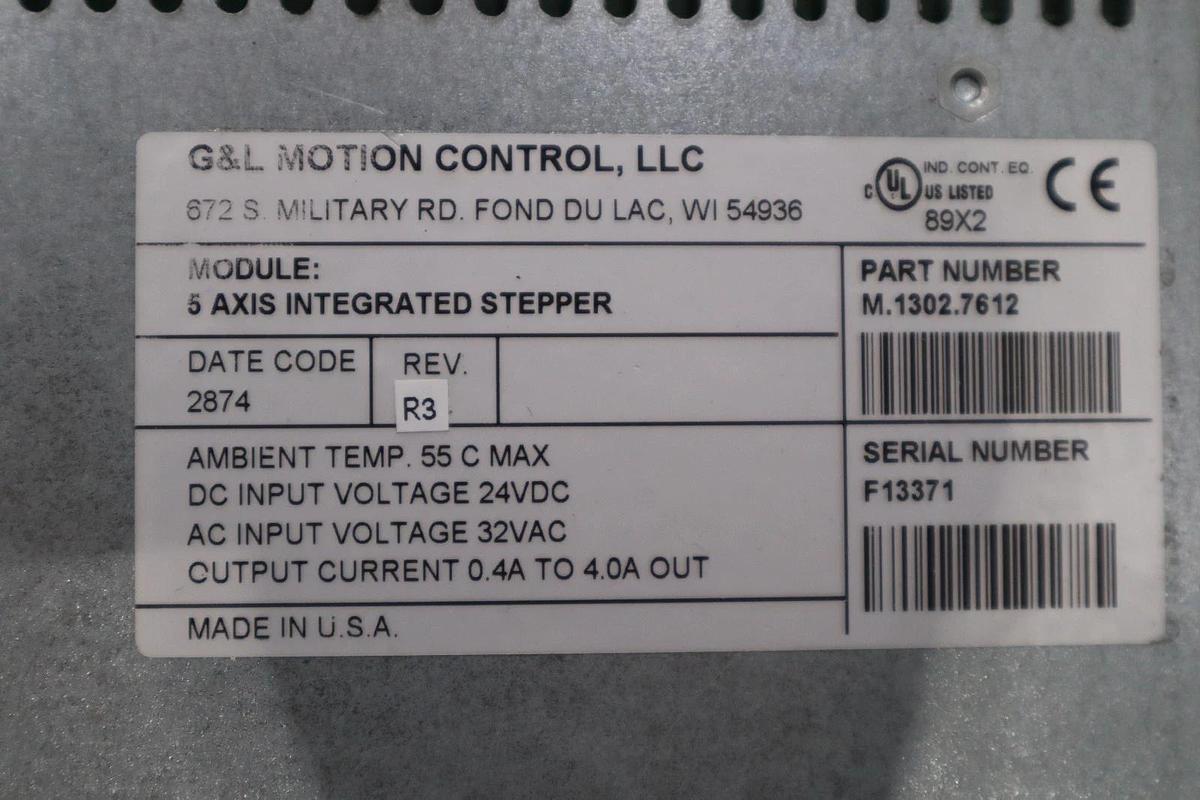 G&L MOTION CONTROL, LLC
672 S. MILITARY RD. FOND DU LAC, WI 54936
C UL US LISTED
IND. CONT. EQ.
89X2
CE
MODULE:
5 AXIS INTEGRATED STEPPER
PART NUMBER
M.1302.7612
DATE CODE
2874
REV.
R3
AMBIENT TEMP. 55 C MAX
DC INPUT VOLTAGE 24VDC
AC INPUT VOLTAGE 32VAC
OUTPUT CURRENT 0.4A TO 4.0A OUT
SERIAL NUMBER
F13371
MADE IN U.S.A.